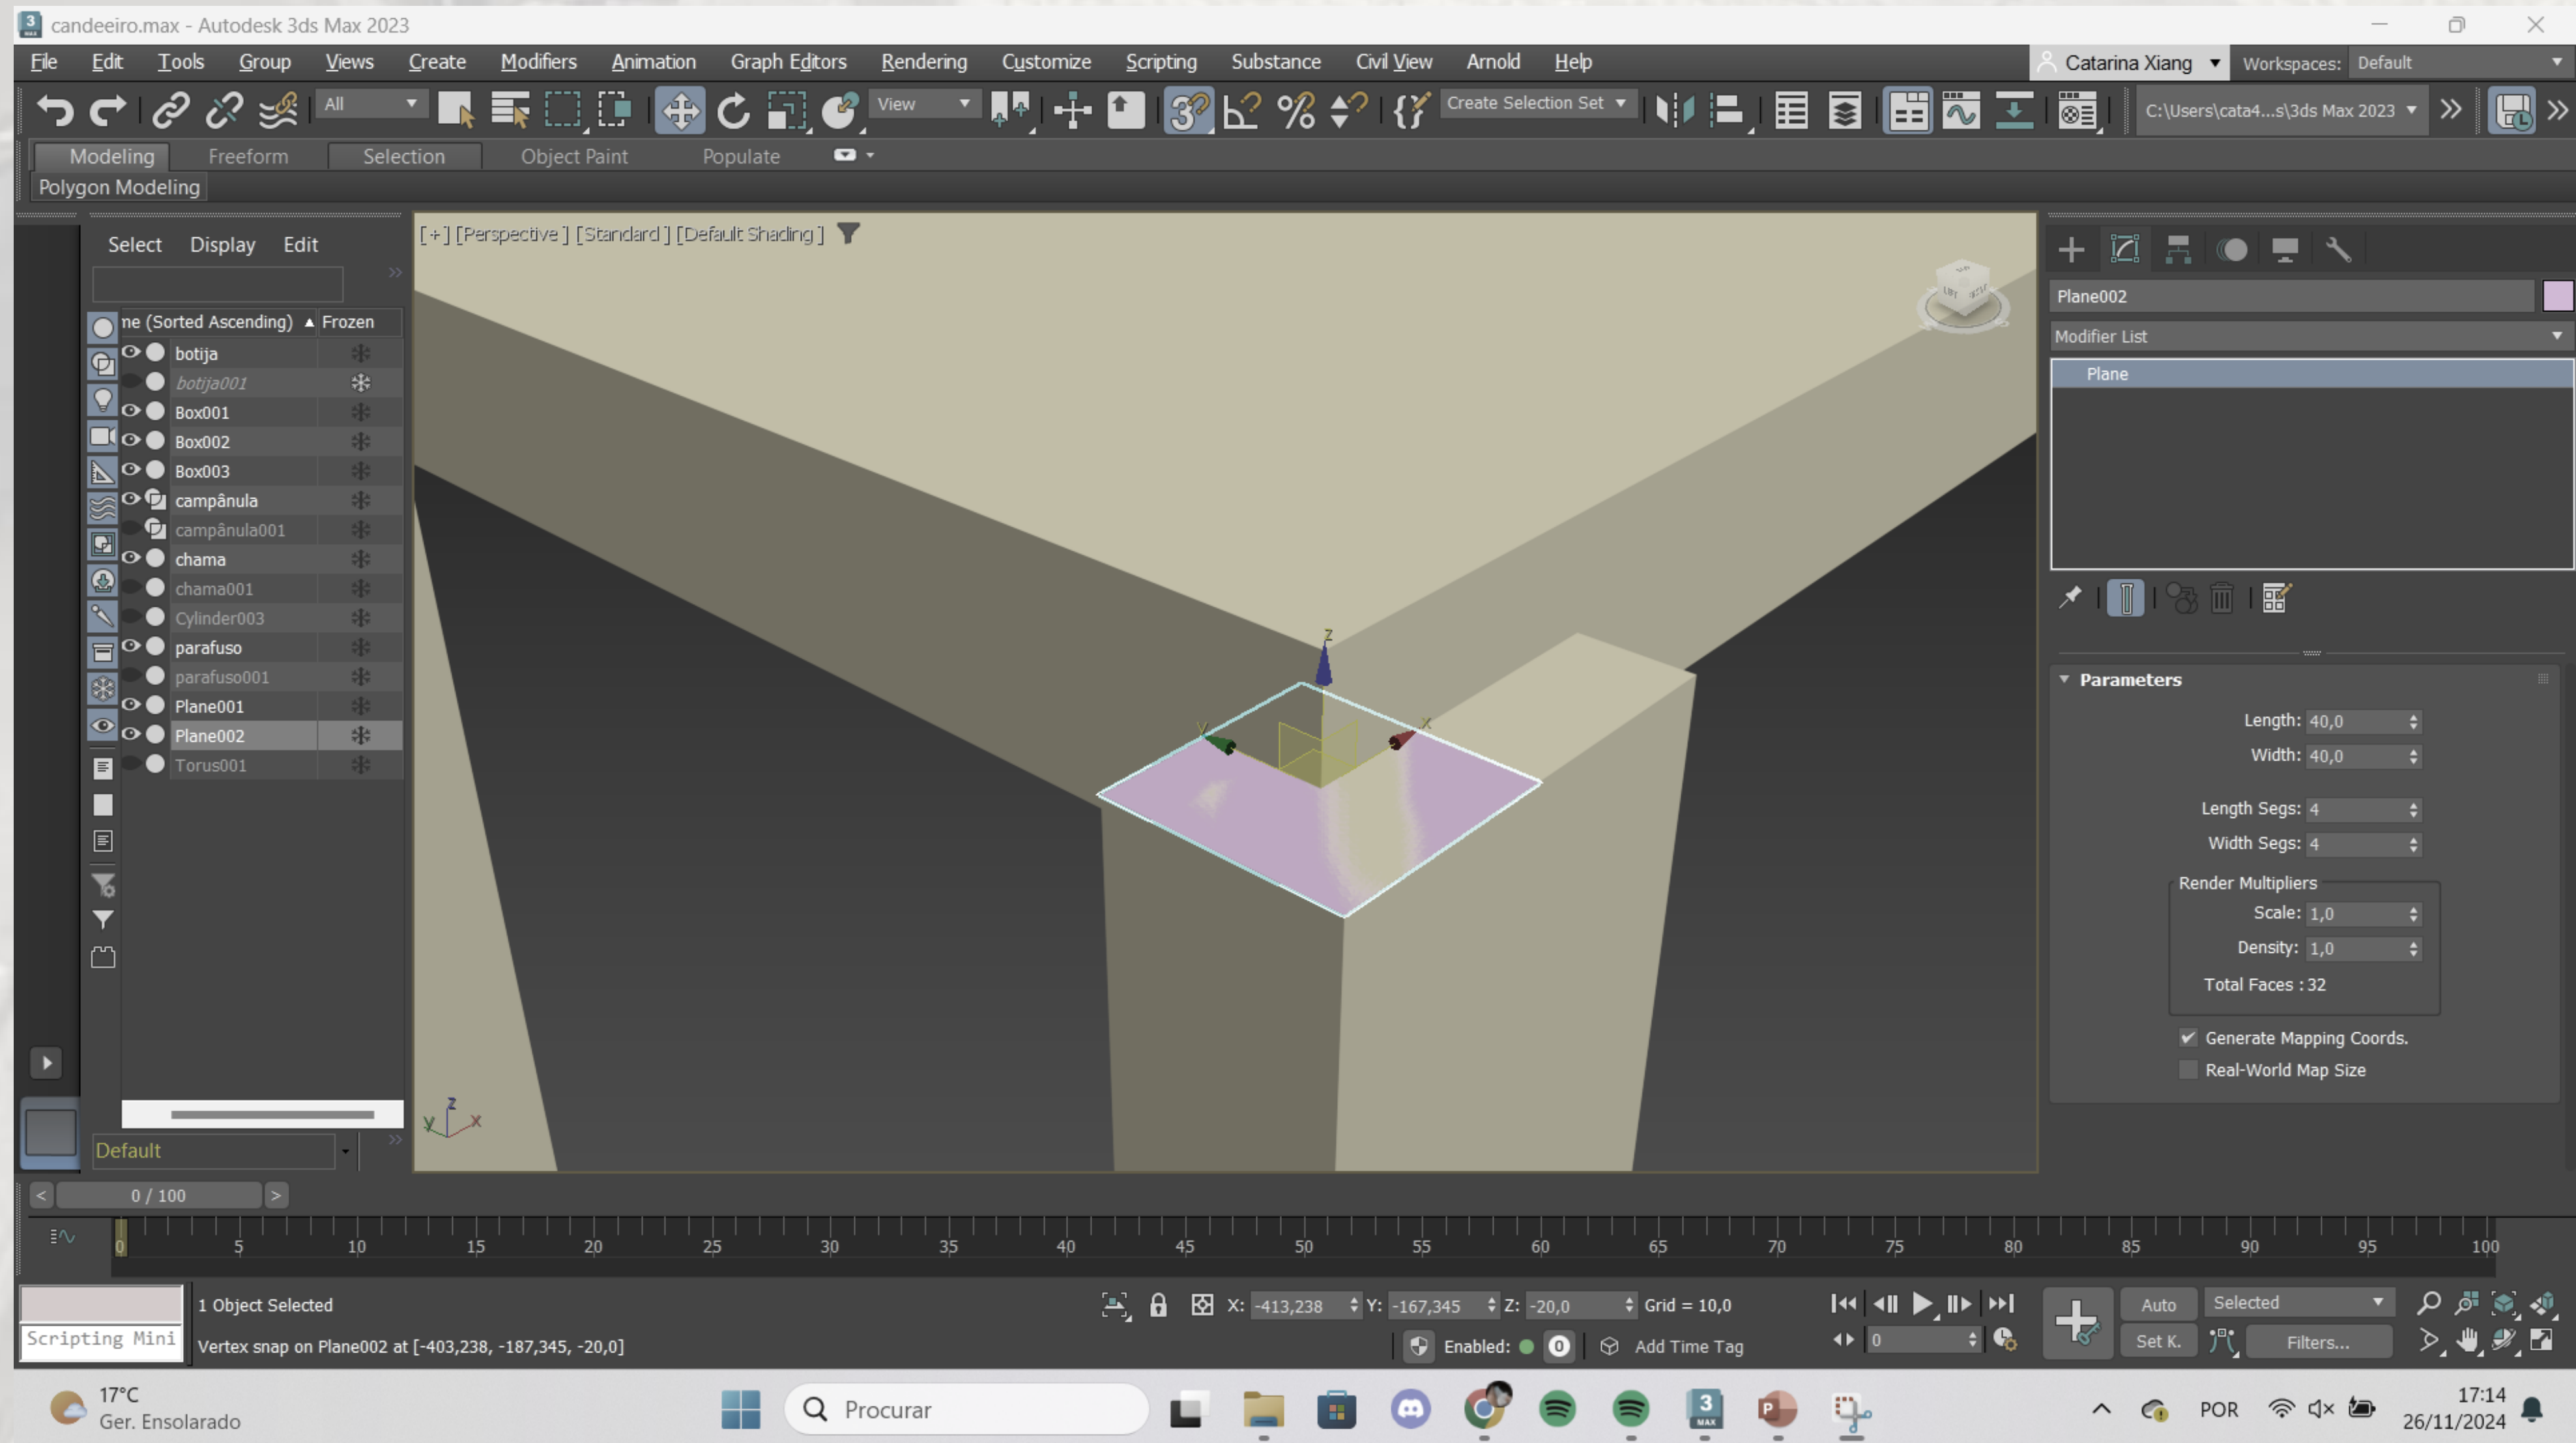 candeeiro.max - Autodesk 3ds Max 2023
File Edit Tools Group Views Create Modifiers Animation Graph Editors Rendering Customize Scripting Substance Civil View Arnold Help
Catarina Xiang Workspaces: Default
All View Create Selection Set C:\Users\cata4...s\3ds Max 2023
Modeling Freeform Selection Object Paint Populate
Polygon Modeling
Select Display Edit
me (Sorted Ascending) Frozen
botija
botija001
Box001
Box002
Box003
campânula
campânula001
chama
chama001
Cylinder003
parafuso
parafuso001
Plane001
Plane002
Torus001
Default
[+] [Perspective ] [Standard ] [Default Shading ]
z
y
x
z
y
x
Plane002
Modifier List
Plane
Parameters
Length: 40,0
Width: 40,0
Length Segs: 4
Width Segs: 4
Render Multipliers
Scale: 1,0
Density: 1,0
Total Faces : 32
Generate Mapping Coords.
Real-World Map Size
< 0 / 100 >
0 5 10 15 20 25 30 35 40 45 50 55 60 65 70 75 80 85 90 95 100
1 Object Selected X: -413,238 Y: -167,345 Z: -20,0 Grid = 10,0
Auto Selected
Scripting Mini
Vertex snap on Plane002 at [-403,238, -187,345, -20,0]
Enabled: 0 Add Time Tag
0
Set K. Filters...
17°C
Ger. Ensolarado
Procurar
3
MAX
P
POR
17:14
26/11/2024